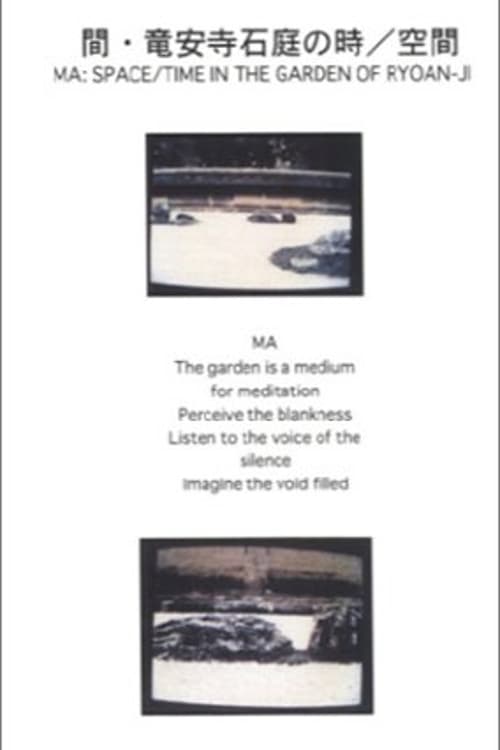 間・竜安寺石庭の時／空間
MA: SPACE/TIME IN THE GARDEN OF RYOAN-JI
MA
The garden is a medium
for meditation
Perceive the blankness
Listen to the voice of the
silence
Imagine the void filled